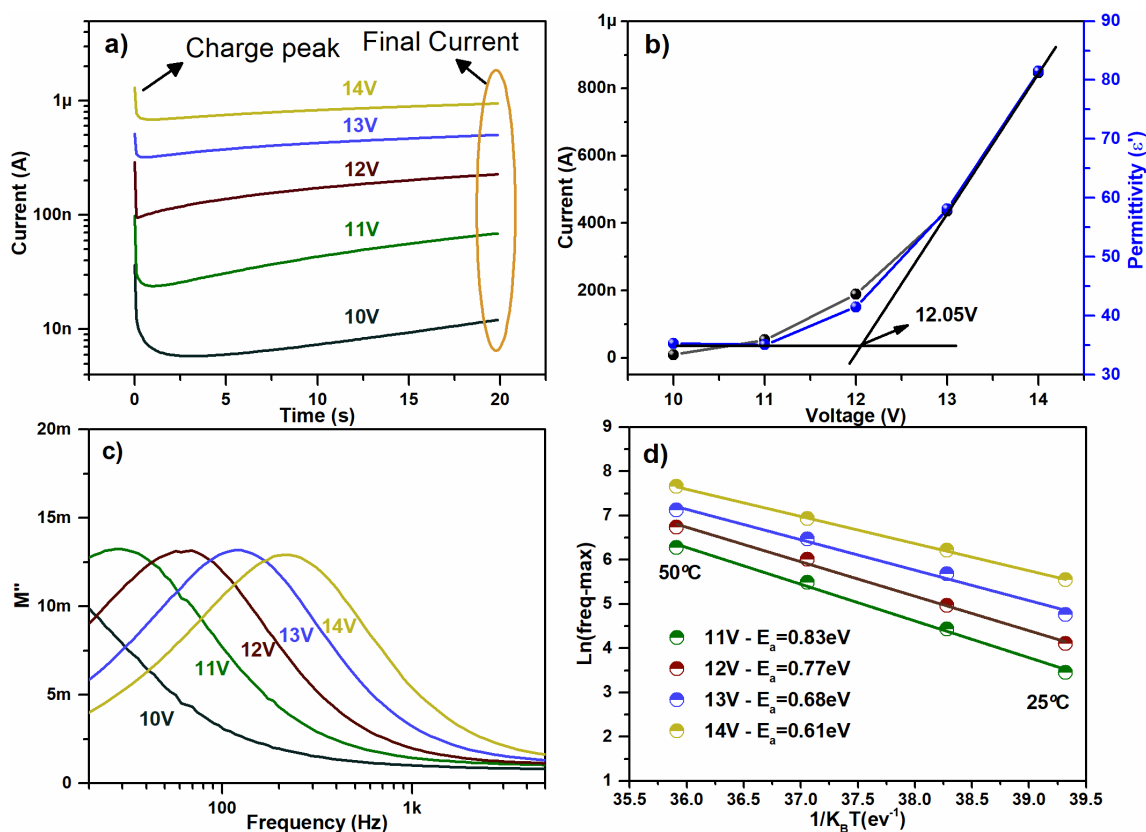 a)
Charge peak
Final Current
14V
13V
12V
11V
10V
1µ
100n
10n
Current (A)
0
5
10
15
20
Time (s)
b)
12.05V
1µ
800n
600n
400n
200n
0
Current (A)
90
80
70
60
50
40
30
Permittivity (ε')
10
11
12
13
14
Voltage (V)
c)
10V
11V
12V
13V
14V
20m
15m
10m
5m
0
M''
100
1k
Frequency (Hz)
d)
50ºC
25ºC
11V - Ea=0.83eV
12V - Ea=0.77eV
13V - Ea=0.68eV
14V - Ea=0.61eV
9
8
7
6
5
4
3
2
1
Ln(freq-max)
35.5
36.0
36.5
37.0
37.5
38.0
38.5
39.0
39.5
1/KBT(ev-1)